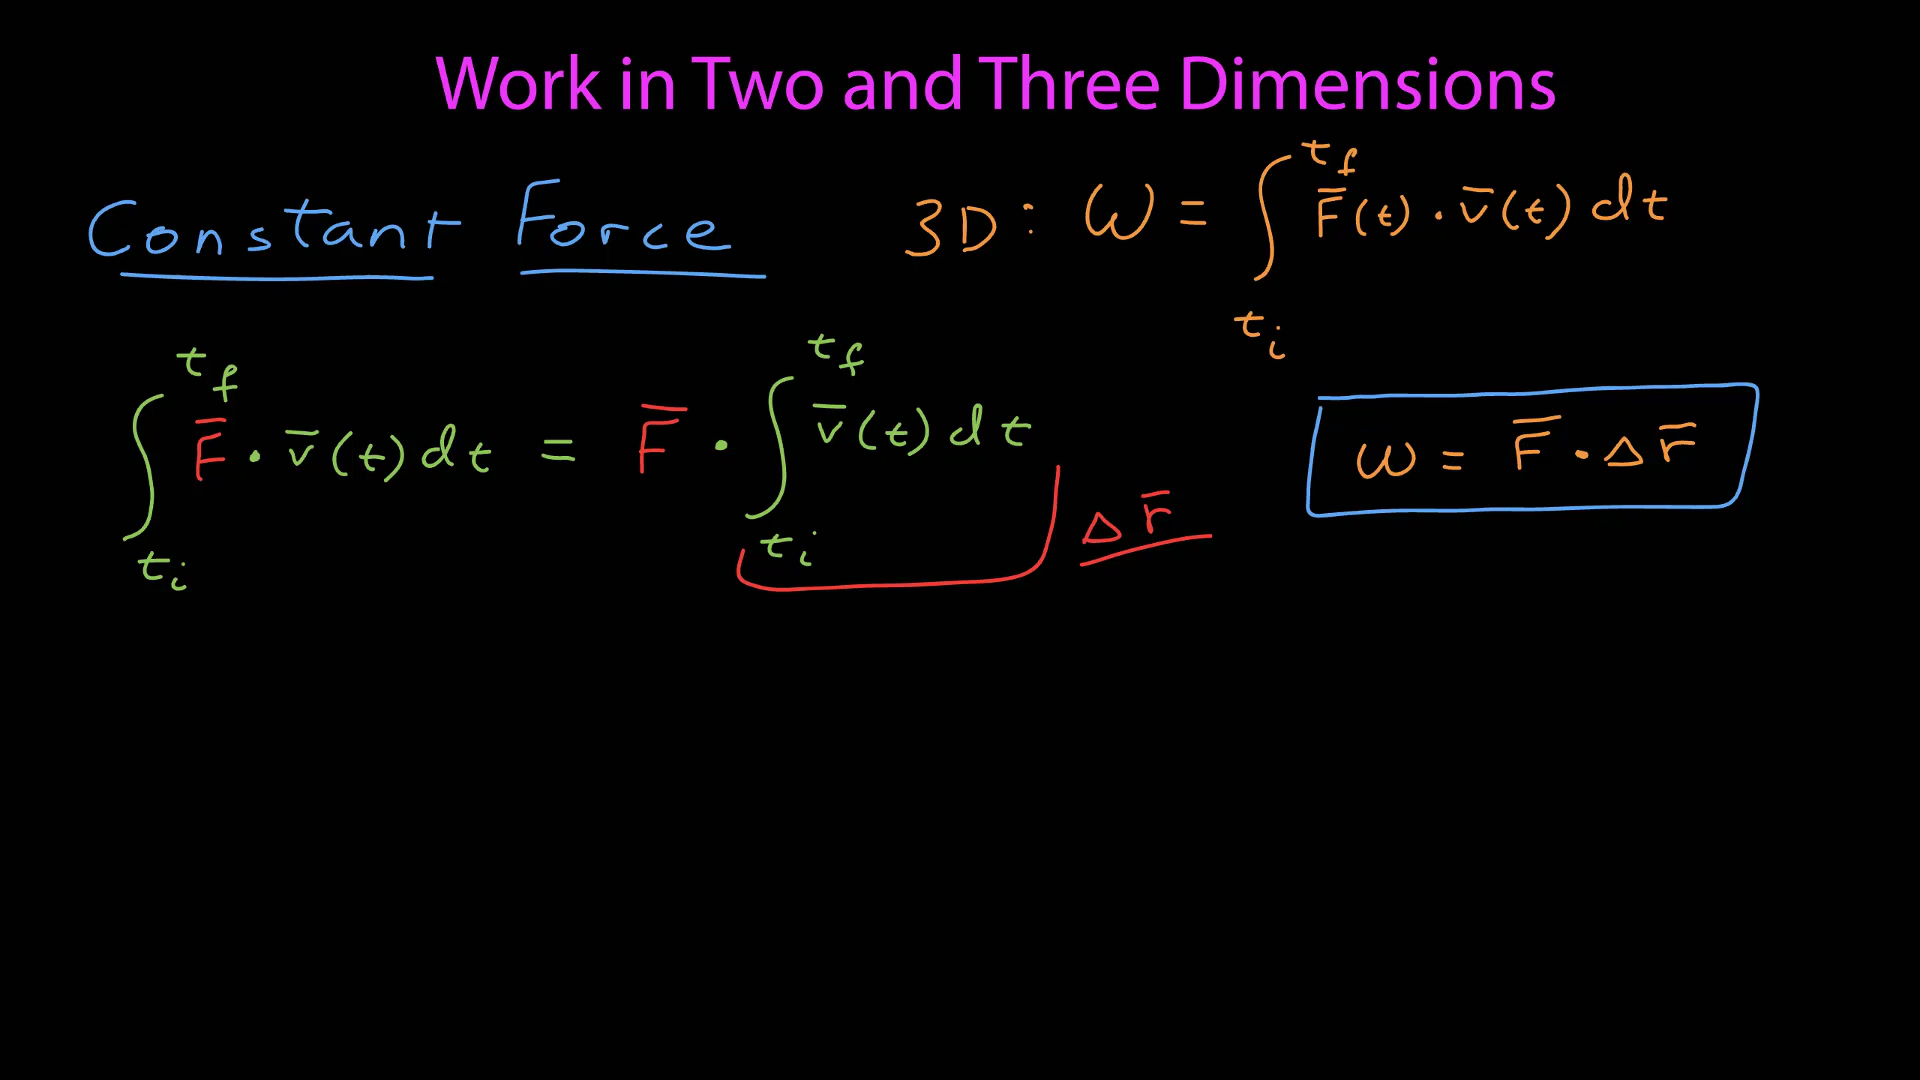 Work in Two and Three Dimensions
Constant Force
3D: W = ∫_{t_i}^{t_f} F̅(t) · v̅(t) dt
∫_{t_i}^{t_f} F̅ · v̅(t) dt = F̅ · ∫_{t_i}^{t_f} v̅(t) dt
Δr̅
W = F̅ · Δr̅